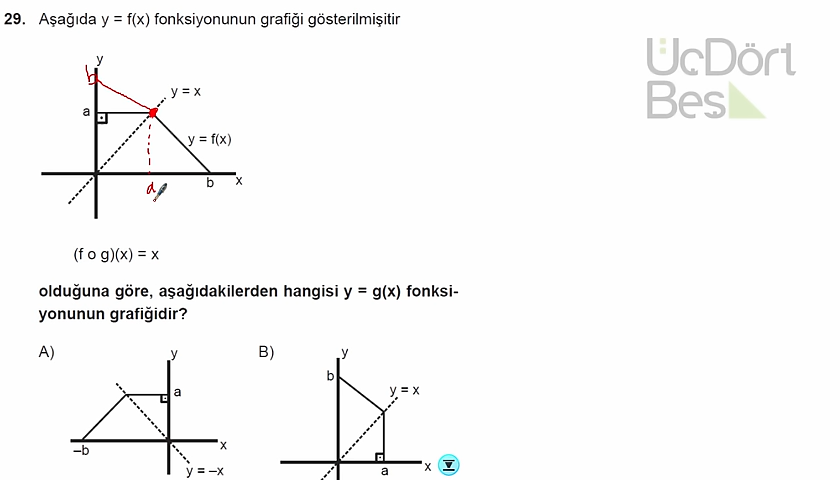 29. Aşağıda y = f(x) fonksiyonunun grafiği gösterilmişitir
ÜçDört
Beş
y
b
y = x
a
y = f(x)
b
x
a
(f o g)(x) = x
olduğuna göre, aşağıdakilerden hangisi y = g(x) fonksi-
yonunun grafiğidir?
A)
y
a
x
–b
y = –x
B)
y
b
y = x
a
x